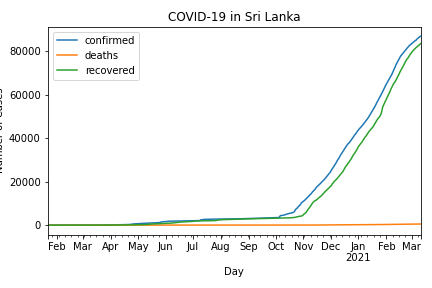 COVID-19 in Sri Lanka
confirmed
deaths
recovered
80000
60000
40000
20000
0
Feb Mar Apr May Jun Jul Aug Sep Oct Nov Dec Jan Feb Mar
2021
Day